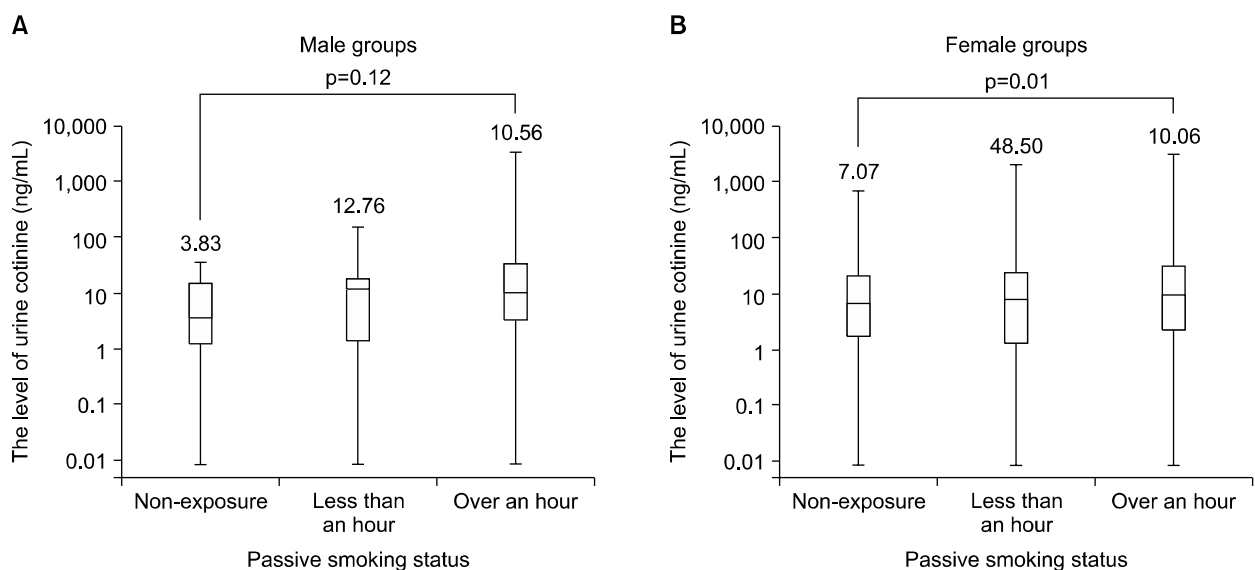 A
Male groups
p=0.12
The level of urine cotinine (ng/mL)
10,000
1,000
100
10
1
0.1
0.01
3.83
12.76
10.56
Non-exposure
Less than
an hour
Over an hour
Passive smoking status
B
Female groups
p=0.01
The level of urine cotinine (ng/mL)
10,000
1,000
100
10
1
0.1
0.01
7.07
48.50
10.06
Non-exposure
Less than
an hour
Over an hour
Passive smoking status